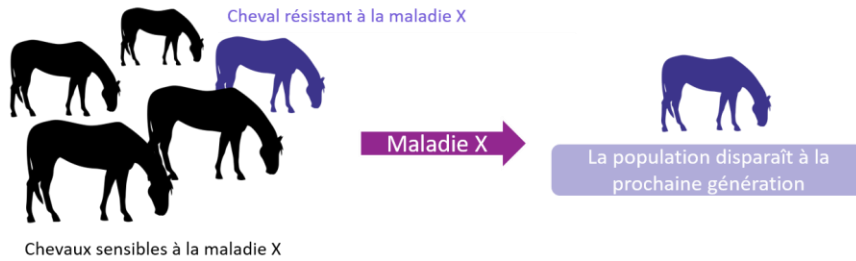 Cheval résistant à la maladie X
Maladie X
La population disparaît à la
prochaine génération
Chevaux sensibles à la maladie X